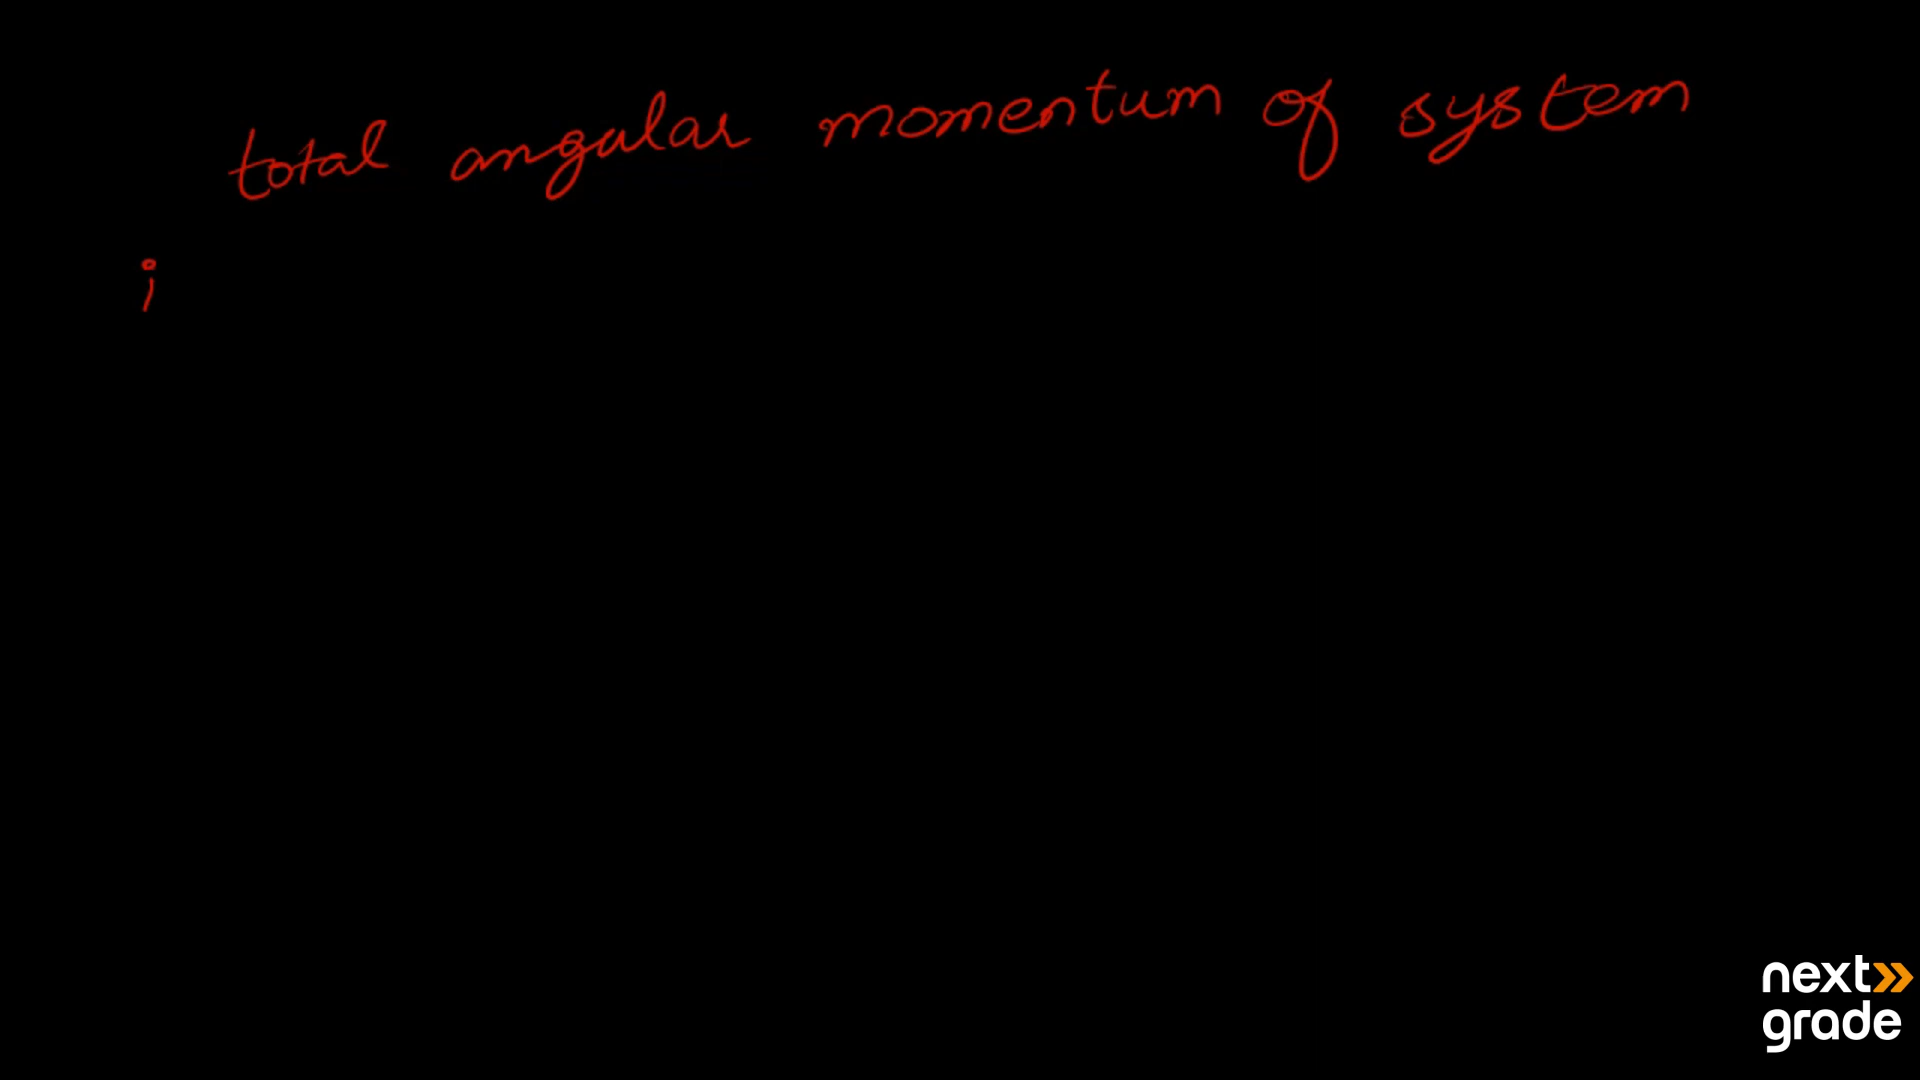 total angular momentum of system
i
next
grade